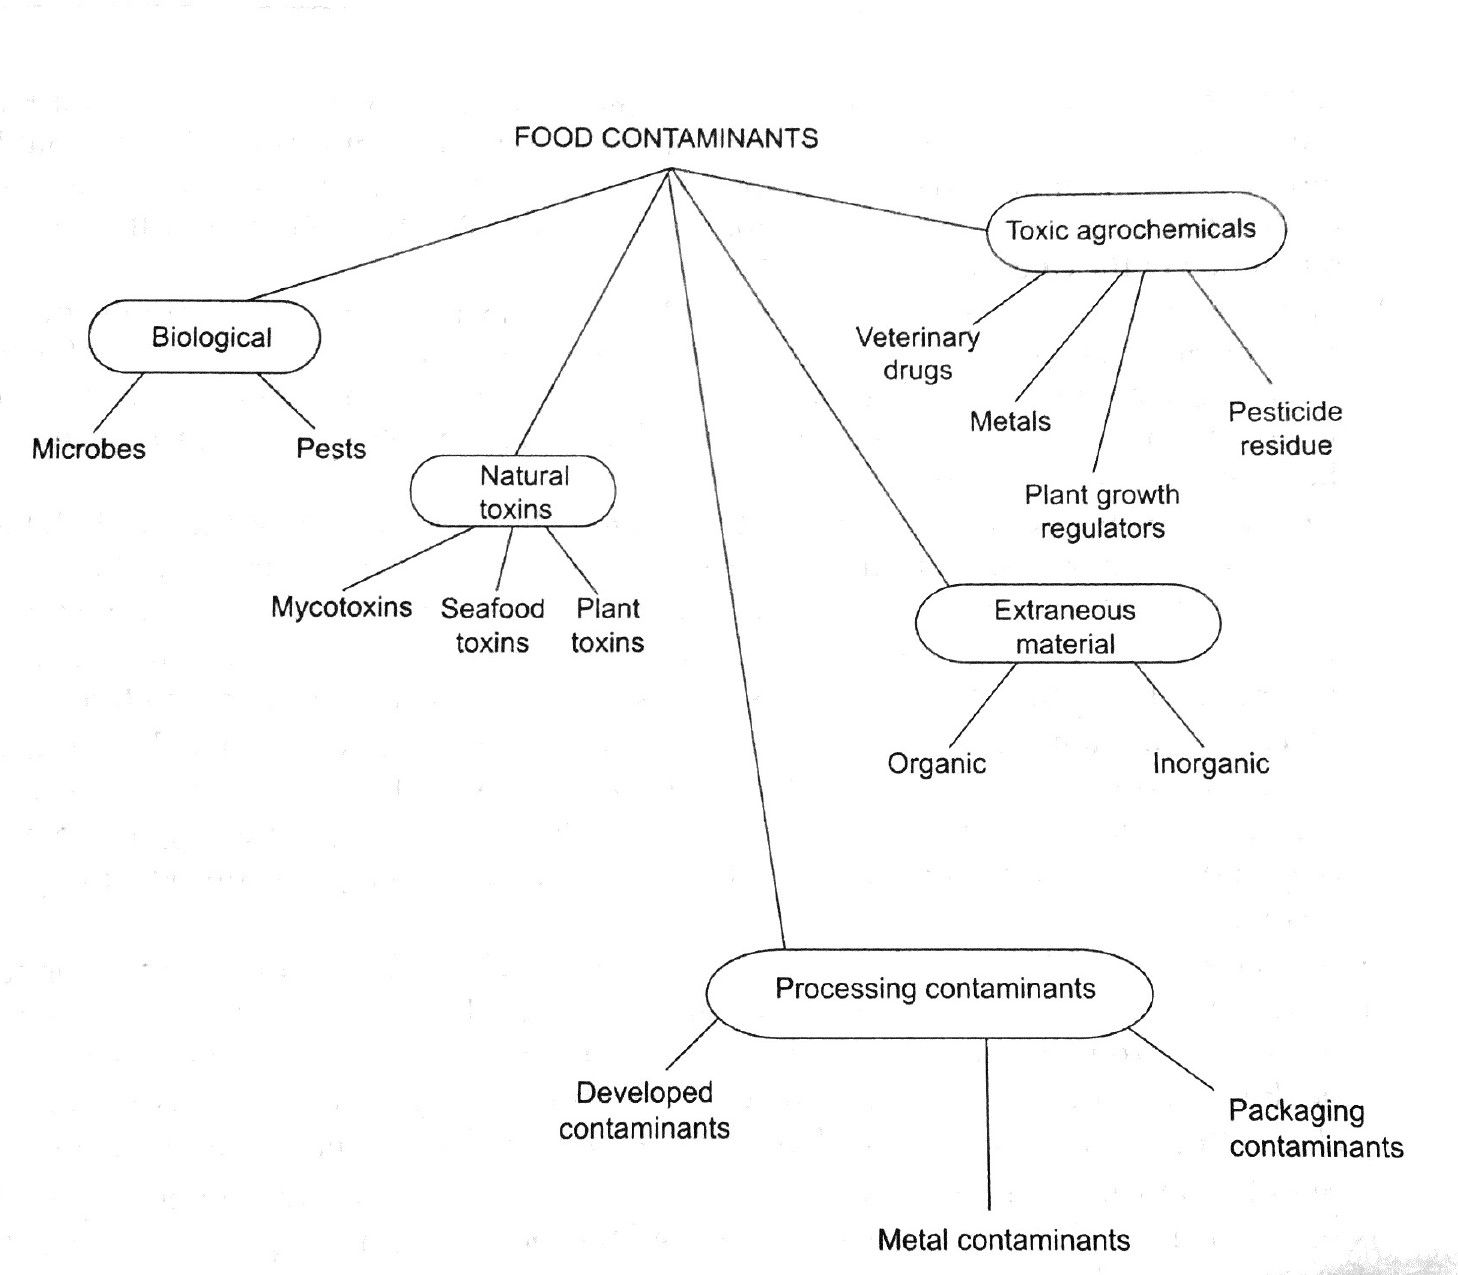 FOOD CONTAMINANTS
Toxic agrochemicals
Veterinary
drugs
Metals
Plant growth
regulators
Pesticide
residue
Biological
Microbes
Pests
Natural
toxins
Mycotoxins
Seafood
toxins
Plant
toxins
Extraneous
material
Organic
Inorganic
Processing contaminants
Developed
contaminants
Metal contaminants
Packaging
contaminants